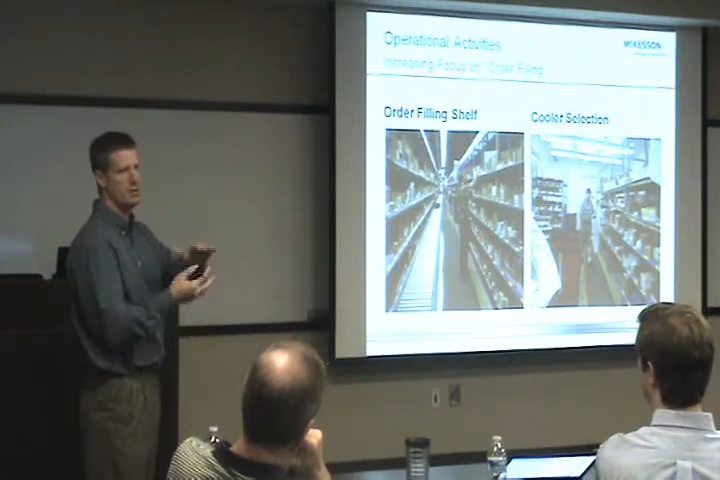 Operational Activities
MCKESSON
Increasing Focus on: Order Filling
Order Filling Shelf
Cooler Selection